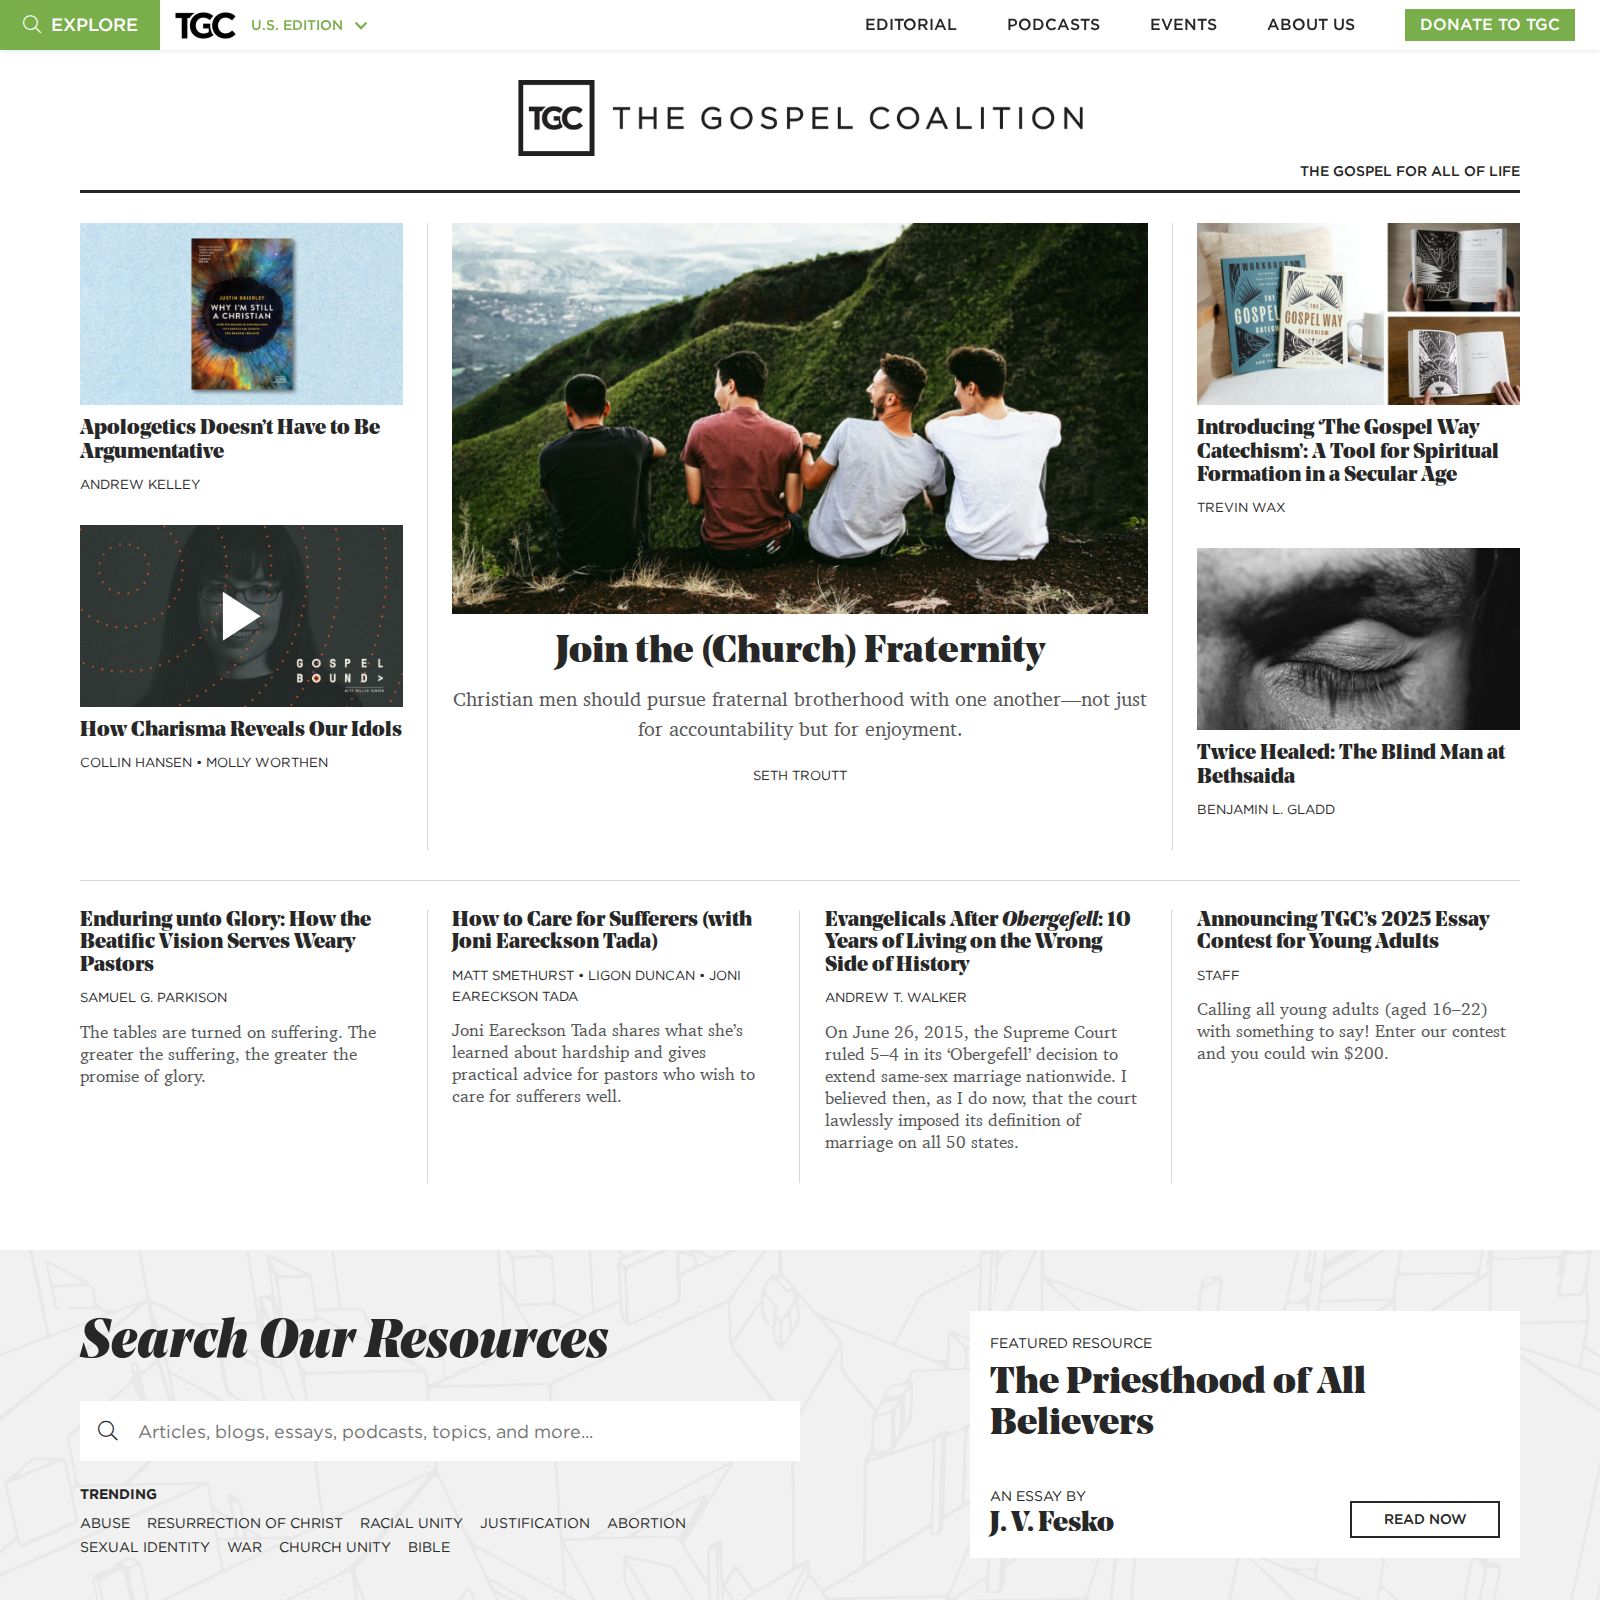 EXPLORE
TGC
U.S. EDITION
EDITORIAL
PODCASTS
EVENTS
ABOUT US
DONATE TO TGC
TGC
THE GOSPEL COALITION
THE GOSPEL FOR ALL OF LIFE
JUSTIN BRIERLEY
WHY I'M STILL
A CHRISTIAN
Apologetics Doesn’t Have to Be
Argumentative
ANDREW KELLEY
GOSPEL
BOUND>
How Charisma Reveals Our Idols
COLLIN HANSEN • MOLLY WORTHEN
Join the (Church) Fraternity
Christian men should pursue fraternal brotherhood with one another—not just
for accountability but for enjoyment.
SETH TROUTT
WORKBOOK
THE
GOSPEL
THE
GOSPEL WAY
CATECHISM
Introducing ‘The Gospel Way
Catechism’: A Tool for Spiritual
Formation in a Secular Age
TREVIN WAX
Twice Healed: The Blind Man at
Bethsaida
BENJAMIN L. GLADD
Enduring unto Glory: How the
Beatific Vision Serves Weary
Pastors
SAMUEL G. PARKISON
The tables are turned on suffering. The
greater the suffering, the greater the
promise of glory.
How to Care for Sufferers (with
Joni Eareckson Tada)
MATT SMETHURST • LIGON DUNCAN • JONI
EARECKSON TADA
Joni Eareckson Tada shares what she’s
learned about hardship and gives
practical advice for pastors who wish to
care for sufferers well.
Evangelicals After Obergefell: 10
Years of Living on the Wrong
Side of History
ANDREW T. WALKER
On June 26, 2015, the Supreme Court
ruled 5–4 in its ‘Obergefell’ decision to
extend same-sex marriage nationwide. I
believed then, as I do now, that the court
lawlessly imposed its definition of
marriage on all 50 states.
Announcing TGC’s 2025 Essay
Contest for Young Adults
STAFF
Calling all young adults (aged 16–22)
with something to say! Enter our contest
and you could win $200.
Search Our Resources
Articles, blogs, essays, podcasts, topics, and more...
TRENDING
ABUSE RESURRECTION OF CHRIST RACIAL UNITY JUSTIFICATION ABORTION
SEXUAL IDENTITY WAR CHURCH UNITY BIBLE
FEATURED RESOURCE
The Priesthood of All
Believers
AN ESSAY BY
J. V. Fesko
READ NOW